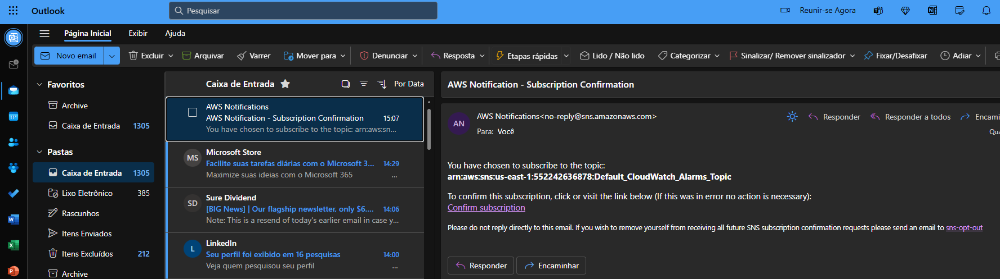 Outlook
Pesquisar
Reunir-se Agora
Página Inicial
Exibir
Ajuda
Novo email
Excluir
Arquivar
Varrer
Mover para
Denunciar
Resposta
Etapas rápidas
Lido / Não lido
Categorizar
Sinalizar/ Remover sinalizador
Fixar/Desafixar
Adiar
Favoritos
Archive
Caixa de Entrada 1305
Pastas
Caixa de Entrada 1305
Lixo Eletrônico 385
Rascunhos
Itens Enviados
Itens Excluídos 212
Archive
Caixa de Entrada
Por Data
AWS Notifications
AWS Notification - Subscription Confirmation 15:07
You have chosen to subscribe to the topic: arn:aws:sn...
MS
Microsoft Store
Facilite suas tarefas diárias com o Microsoft 3... 14:29
Maximize suas ideias com o Microsoft 365 ...
SD
Sure Dividend
[BIG News] | Our flagship newsletter, only $6.... 14:06
Note: This is a resend of today's earlier email in case y...
L
LinkedIn
Seu perfil foi exibido em 16 pesquisas 14:00
Veja quem pesquisou seu perfil ...
AWS Notification - Subscription Confirmation
AN
AWS Notifications<no-reply@sns.amazonaws.com>
Para: Você
Responder
Responder a todos
Encami
Qua
You have chosen to subscribe to the topic:
arn:aws:sns:us-east-1:552242636878:Default_CloudWatch_Alarms_Topic
To confirm this subscription, click or visit the link below (If this was in error no action is necessary):
Confirm subscription
Please do not reply directly to this email. If you wish to remove yourself from receiving all future SNS subscription confirmation requests please send an email to sns-opt-out
Responder
Encaminhar